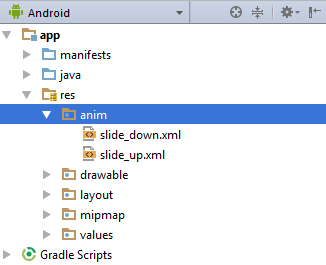 Android
app
manifests
java
res
anim
slide_down.xml
slide_up.xml
drawable
layout
mipmap
values
Gradle Scripts